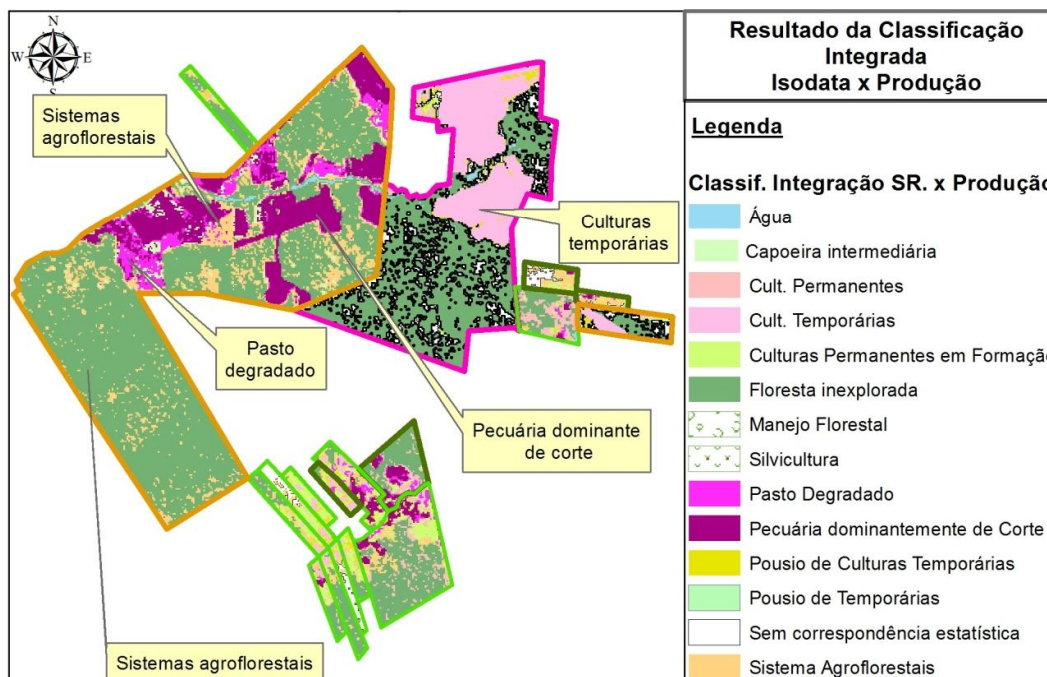 N
W E
S
Sistemas
agroflorestais
Culturas
temporárias
Pasto
degradado
Pecuária dominante
de corte
Sistemas agroflorestais
Resultado da Classificação
Integrada
Isodata x Produção
Legenda
Classif. Integração SR. x Produçã
Água
Capoeira intermediária
Cult. Permanentes
Cult. Temporárias
Culturas Permanentes em Formaçã
Floresta inexplorada
Manejo Florestal
Silvicultura
Pasto Degradado
Pecuária dominantemente de Corte
Pousio de Culturas Temporárias
Pousio de Temporárias
Sem correspondência estatística
Sistema Agroflorestais